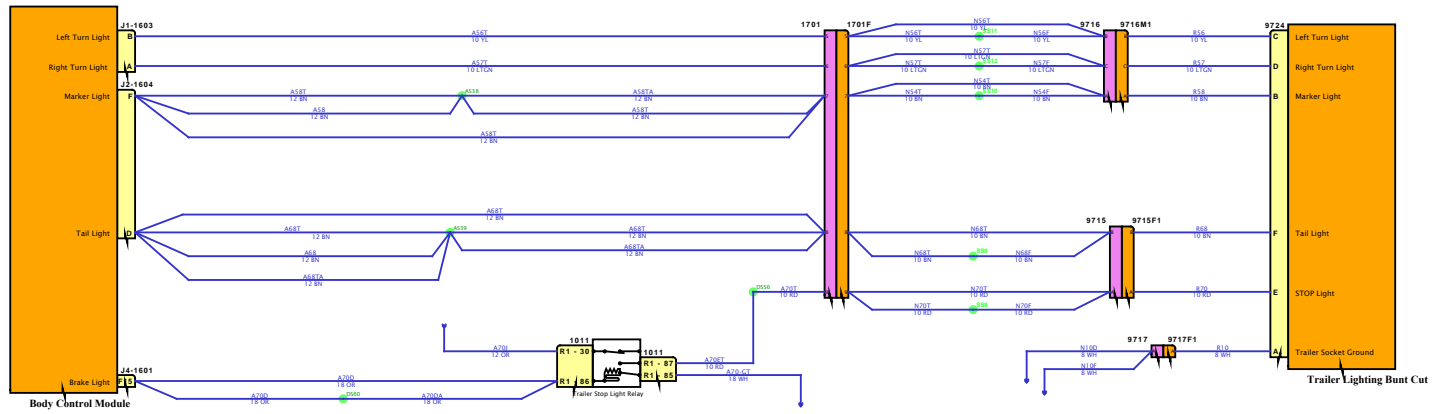 J1-1603
Left Turn Light
B
A56T
10 YL
Right Turn Light
A
A57T
10 LTGN
J2-1604
Marker Light
F
A58T
12 BN
AS38
A58TA
12 BN
A58
12 BN
A58T
12 BN
A58T
12 BN
A68T
12 BN
Tail Light
D
A68T
12 BN
AS39
A68T
12 BN
A68
12 BN
A68TA
12 BN
A68TA
12 BN
DS56
A70T
10 RD
A70J
12 OR
1011
R1 - 30
R1 - 86
1011
R1 - 87
R1 - 85
A70ET
10 RD
A70-GT
18 WH
Trailer Stop Light Relay
J4-1601
Brake Light
F 5
A70D
18 OR
A70D
18 OR
DS60
A70DA
18 OR
Body Control Module
1701
1701F
N56T
10 YL
N56T
10 YL
SS11
N56F
10 YL
N57T
10 LTGN
N57T
10 LTGN
SS12
N57F
10 LTGN
N54T
10 BN
N54T
10 BN
SS10
N54F
10 BN
9716
9716M1
R56
10 YL
R57
10 LTGN
R58
10 BN
9724
C
Left Turn Light
D
Right Turn Light
B
Marker Light
9715
9715F1
N68T
10 BN
N68T
10 BN
N68F
10 BN
R68
10 BN
F
Tail Light
N70T
10 RD
N70T
10 RD
N70F
10 RD
R70
10 RD
E
STOP Light
9717
9717F1
N10D
8 WH
N10F
8 WH
R10
8 WH
A
Trailer Socket Ground
Trailer Lighting Bunt Cut